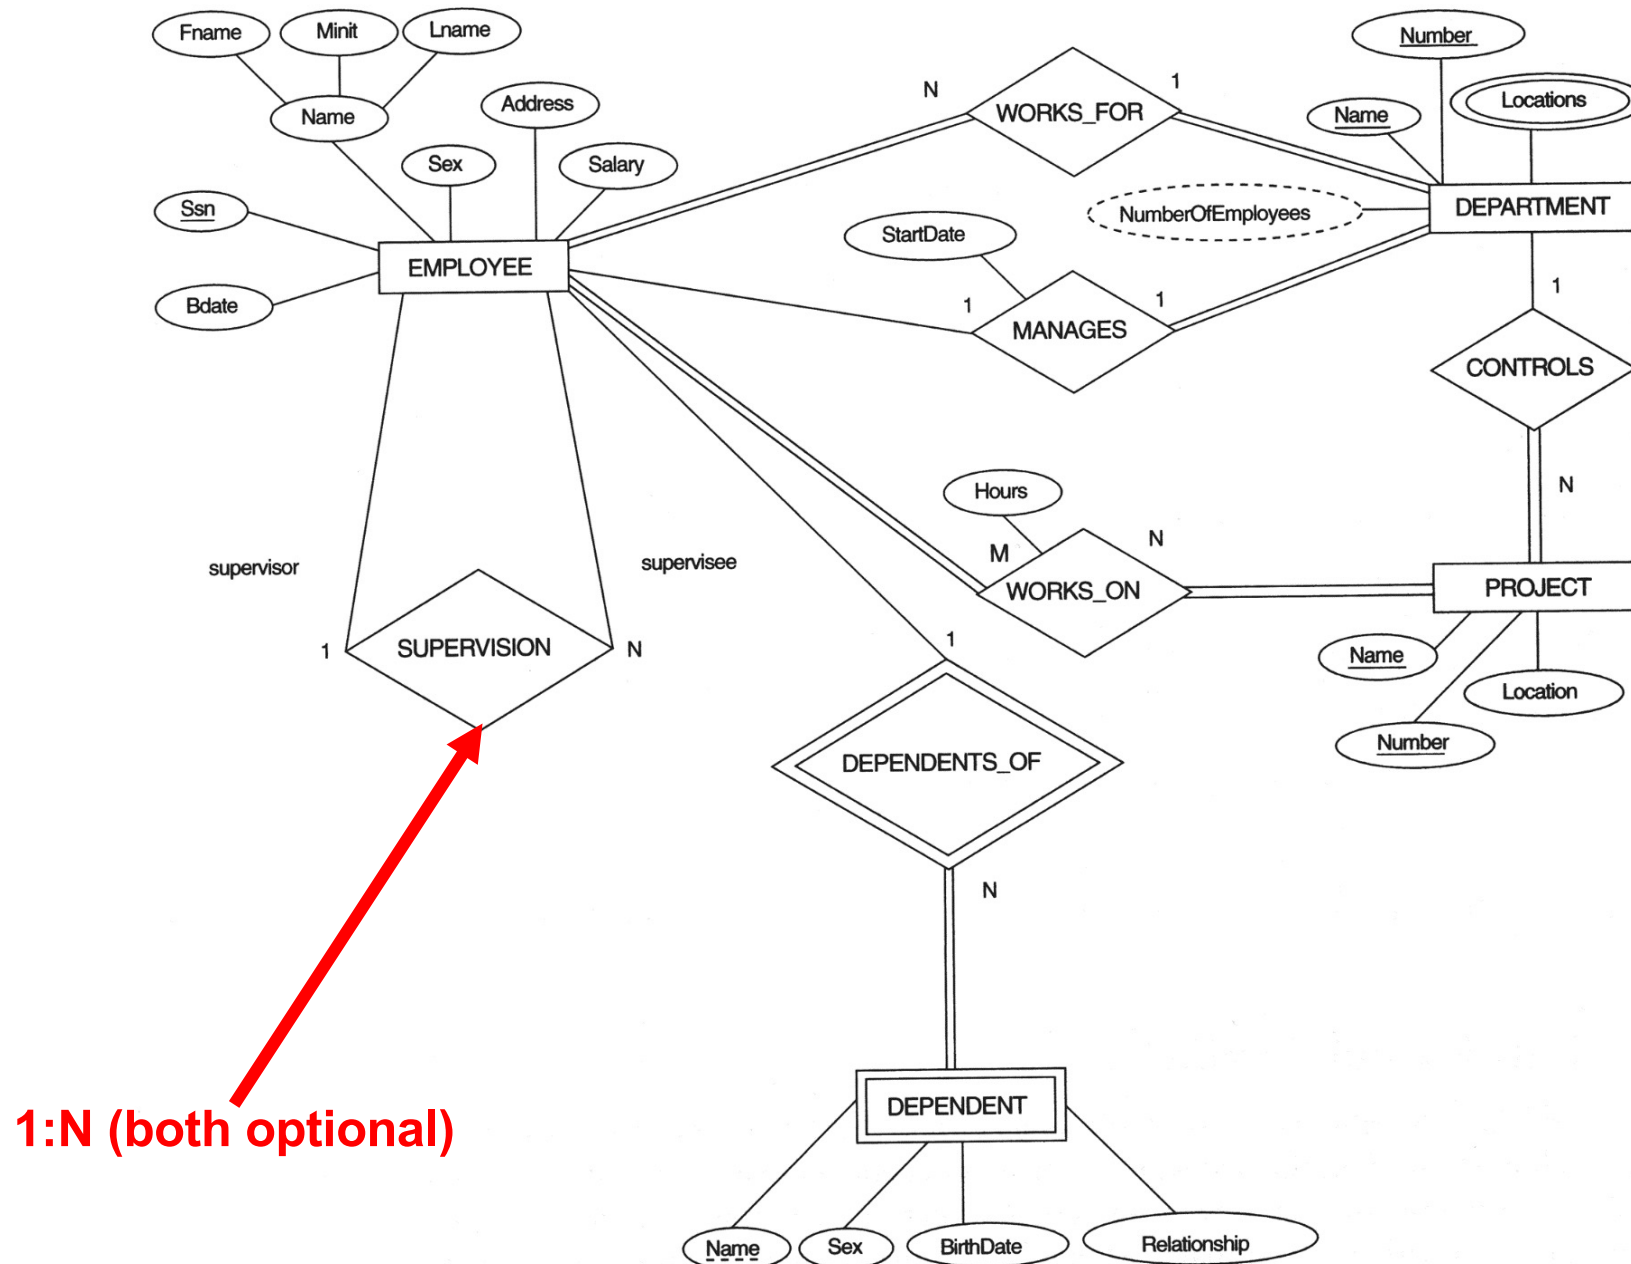 Fname
Minit
Lname
Number
Name
Address
Locations
WORKS_FOR
N
1
Name
Sex
Salary
Ssn
NumberOfEmployees
DEPARTMENT
StartDate
EMPLOYEE
Bdate
1
MANAGES
1
1
CONTROLS
N
Hours
M
N
WORKS_ON
PROJECT
supervisor
supervisee
1
SUPERVISION
N
1
Name
Location
Number
DEPENDENTS_OF
N
DEPENDENT
1:N (both optional)
Name
Sex
BirthDate
Relationship